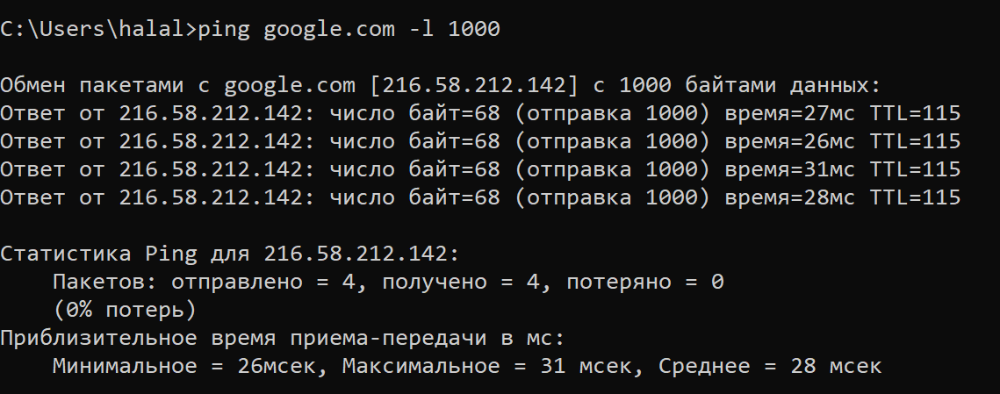 C:\Users\halal>ping google.com -l 1000
Обмен пакетами с google.com [216.58.212.142] с 1000 байтами данных:
Ответ от 216.58.212.142: число байт=68 (отправка 1000) время=27мс TTL=115
Ответ от 216.58.212.142: число байт=68 (отправка 1000) время=26мс TTL=115
Ответ от 216.58.212.142: число байт=68 (отправка 1000) время=31мс TTL=115
Ответ от 216.58.212.142: число байт=68 (отправка 1000) время=28мс TTL=115
Статистика Ping для 216.58.212.142:
Пакетов: отправлено = 4, получено = 4, потеряно = 0
(0% потерь)
Приблизительное время приема-передачи в мс:
Минимальное = 26мсек, Максимальное = 31 мсек, Среднее = 28 мсек